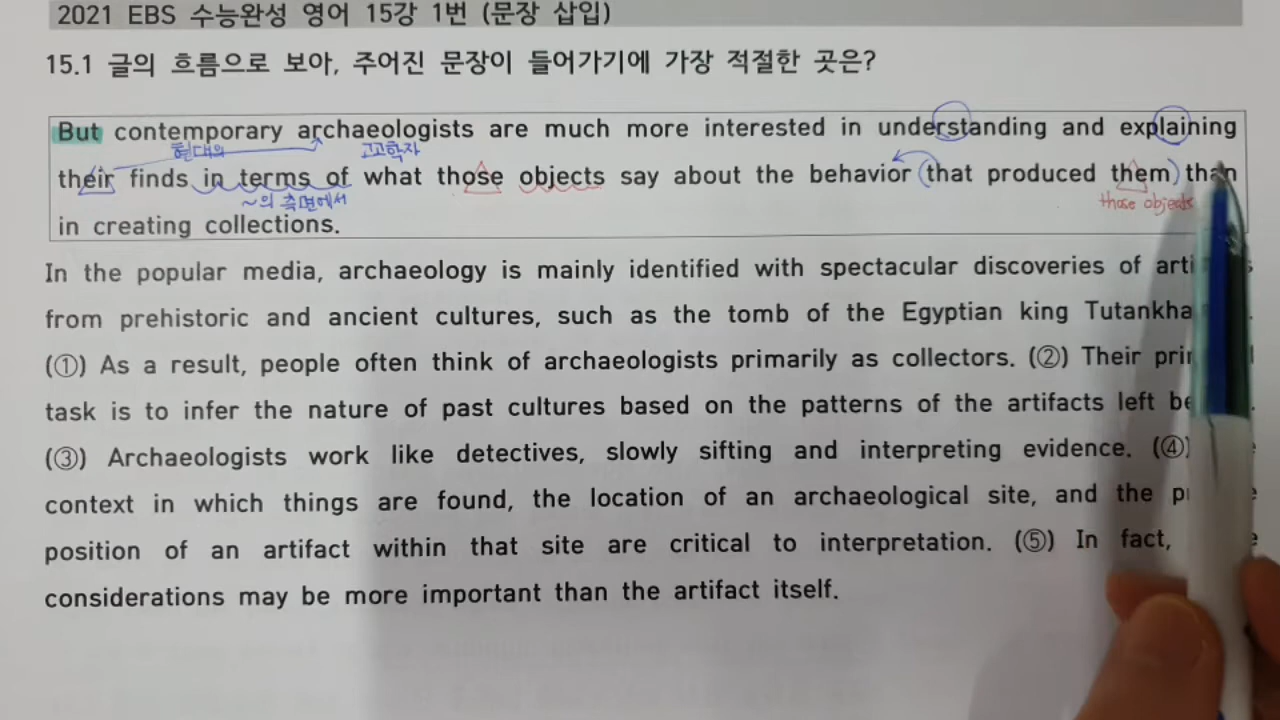 2021 EBS 수능완성 영어 15강 1번 (문장 삽입)
15.1 글의 흐름으로 보아, 주어진 문장이 들어가기에 가장 적절한 곳은?
But contemporary archaeologists are much more interested in understanding and explaining
현대의 고고학자
their finds in terms of what those objects say about the behavior (that produced them) than
~의 측면에서 those objects
in creating collections.
In the popular media, archaeology is mainly identified with spectacular discoveries of
from prehistoric and ancient cultures, such as the tomb of the Egyptian king
(①) As a result, people often think of archaeologists primarily as collectors. (②) Their
task is to infer the nature of past cultures based on the patterns of the artifacts left
(③) Archaeologists work like detectives, slowly sifting and interpreting evidence. (④)
context in which things are found, the location of an archaeological site, and the
position of an artifact within that site are critical to interpretation. (⑤) In fact,
considerations may be more important than the artifact itself.